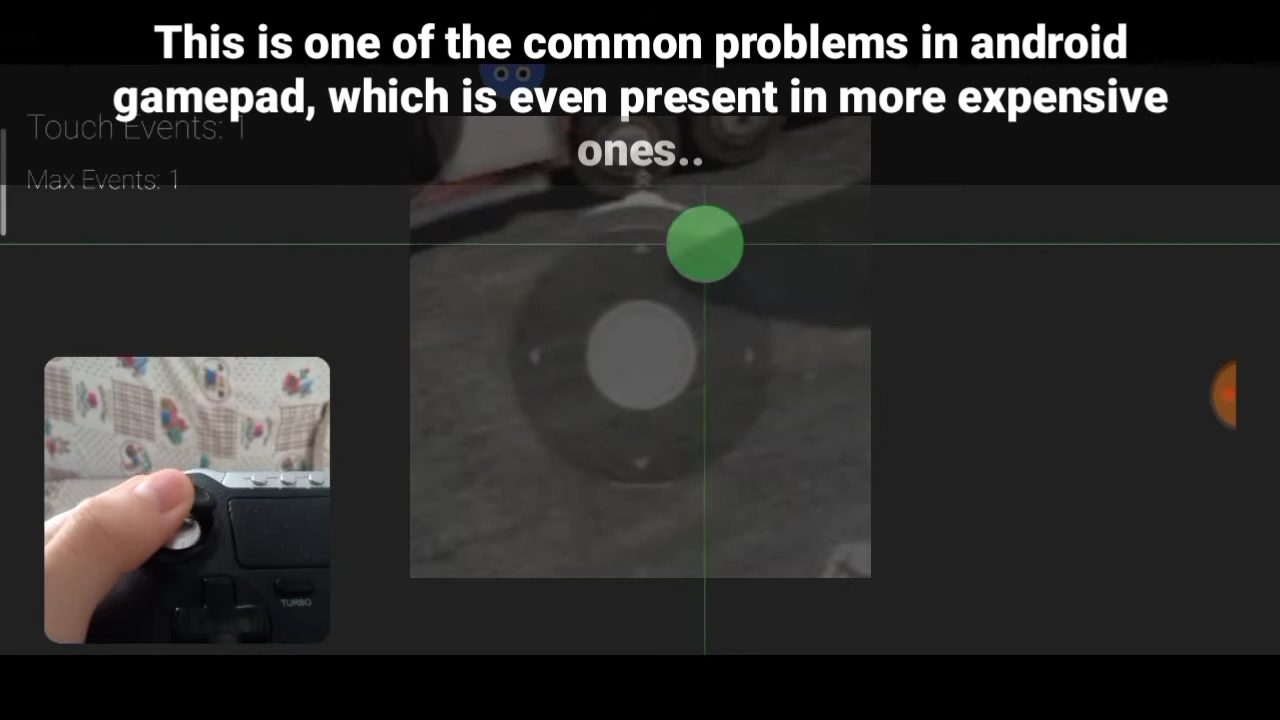 This is one of the common problems in android
gamepad, which is even present in more expensive
ones..
Touch Events: 1
Max Events: 1
TURBO